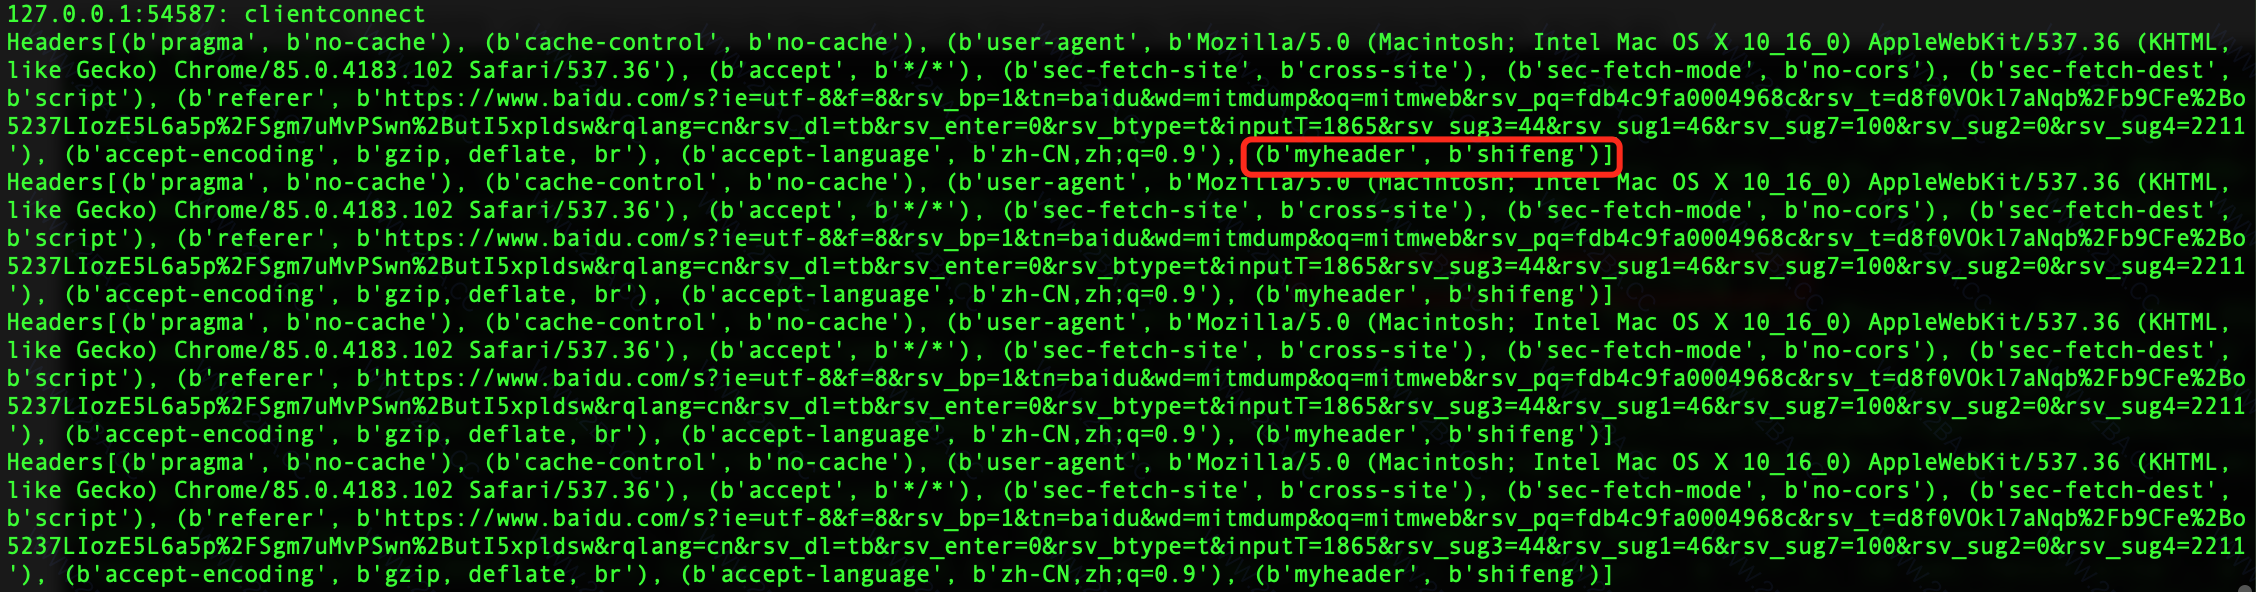 127.0.0.1:54587: clientconnect
Headers[(b'pragma', b'no-cache'), (b'cache-control', b'no-cache'), (b'user-agent', b'Mozilla/5.0 (Macintosh; Intel Mac OS X 10_16_0) AppleWebKit/537.36 (KHTML,
like Gecko) Chrome/85.0.4183.102 Safari/537.36'), (b'accept', b'*/*'), (b'sec-fetch-site', b'cross-site'), (b'sec-fetch-mode', b'no-cors'), (b'sec-fetch-dest',
b'script'), (b'referer', b'https://www.baidu.com/s?ie=utf-8&f=8&rsv_bp=1&tn=baidu&wd=mitmdump&oq=mitmweb&rsv_pq=fdb4c9fa0004968c&rsv_t=d8f0VOkl7aNqb%2Fb9CFe%2Bo
5237LIozE5L6a5p%2FSgm7uMvPSwn%2ButI5xpldsw&rqlang=cn&rsv_dl=tb&rsv_enter=0&rsv_btype=t&inputT=1865&rsv_sug3=44&rsv_sug1=46&rsv_sug7=100&rsv_sug2=0&rsv_sug4=2211
'), (b'accept-encoding', b'gzip, deflate, br'), (b'accept-language', b'zh-CN,zh;q=0.9'), (b'myheader', b'shifeng')]
Headers[(b'pragma', b'no-cache'), (b'cache-control', b'no-cache'), (b'user-agent', b'Mozilla/5.0 (Macintosh; Intel Mac OS X 10_16_0) AppleWebKit/537.36 (KHTML,
like Gecko) Chrome/85.0.4183.102 Safari/537.36'), (b'accept', b'*/*'), (b'sec-fetch-site', b'cross-site'), (b'sec-fetch-mode', b'no-cors'), (b'sec-fetch-dest',
b'script'), (b'referer', b'https://www.baidu.com/s?ie=utf-8&f=8&rsv_bp=1&tn=baidu&wd=mitmdump&oq=mitmweb&rsv_pq=fdb4c9fa0004968c&rsv_t=d8f0VOkl7aNqb%2Fb9CFe%2Bo
5237LIozE5L6a5p%2FSgm7uMvPSwn%2ButI5xpldsw&rqlang=cn&rsv_dl=tb&rsv_enter=0&rsv_btype=t&inputT=1865&rsv_sug3=44&rsv_sug1=46&rsv_sug7=100&rsv_sug2=0&rsv_sug4=2211
'), (b'accept-encoding', b'gzip, deflate, br'), (b'accept-language', b'zh-CN,zh;q=0.9'), (b'myheader', b'shifeng')]
Headers[(b'pragma', b'no-cache'), (b'cache-control', b'no-cache'), (b'user-agent', b'Mozilla/5.0 (Macintosh; Intel Mac OS X 10_16_0) AppleWebKit/537.36 (KHTML,
like Gecko) Chrome/85.0.4183.102 Safari/537.36'), (b'accept', b'*/*'), (b'sec-fetch-site', b'cross-site'), (b'sec-fetch-mode', b'no-cors'), (b'sec-fetch-dest',
b'script'), (b'referer', b'https://www.baidu.com/s?ie=utf-8&f=8&rsv_bp=1&tn=baidu&wd=mitmdump&oq=mitmweb&rsv_pq=fdb4c9fa0004968c&rsv_t=d8f0VOkl7aNqb%2Fb9CFe%2Bo
5237LIozE5L6a5p%2FSgm7uMvPSwn%2ButI5xpldsw&rqlang=cn&rsv_dl=tb&rsv_enter=0&rsv_btype=t&inputT=1865&rsv_sug3=44&rsv_sug1=46&rsv_sug7=100&rsv_sug2=0&rsv_sug4=2211
'), (b'accept-encoding', b'gzip, deflate, br'), (b'accept-language', b'zh-CN,zh;q=0.9'), (b'myheader', b'shifeng')]
Headers[(b'pragma', b'no-cache'), (b'cache-control', b'no-cache'), (b'user-agent', b'Mozilla/5.0 (Macintosh; Intel Mac OS X 10_16_0) AppleWebKit/537.36 (KHTML,
like Gecko) Chrome/85.0.4183.102 Safari/537.36'), (b'accept', b'*/*'), (b'sec-fetch-site', b'cross-site'), (b'sec-fetch-mode', b'no-cors'), (b'sec-fetch-dest',
b'script'), (b'referer', b'https://www.baidu.com/s?ie=utf-8&f=8&rsv_bp=1&tn=baidu&wd=mitmdump&oq=mitmweb&rsv_pq=fdb4c9fa0004968c&rsv_t=d8f0VOkl7aNqb%2Fb9CFe%2Bo
5237LIozE5L6a5p%2FSgm7uMvPSwn%2ButI5xpldsw&rqlang=cn&rsv_dl=tb&rsv_enter=0&rsv_btype=t&inputT=1865&rsv_sug3=44&rsv_sug1=46&rsv_sug7=100&rsv_sug2=0&rsv_sug4=2211
'), (b'accept-encoding', b'gzip, deflate, br'), (b'accept-language', b'zh-CN,zh;q=0.9'), (b'myheader', b'shifeng')]